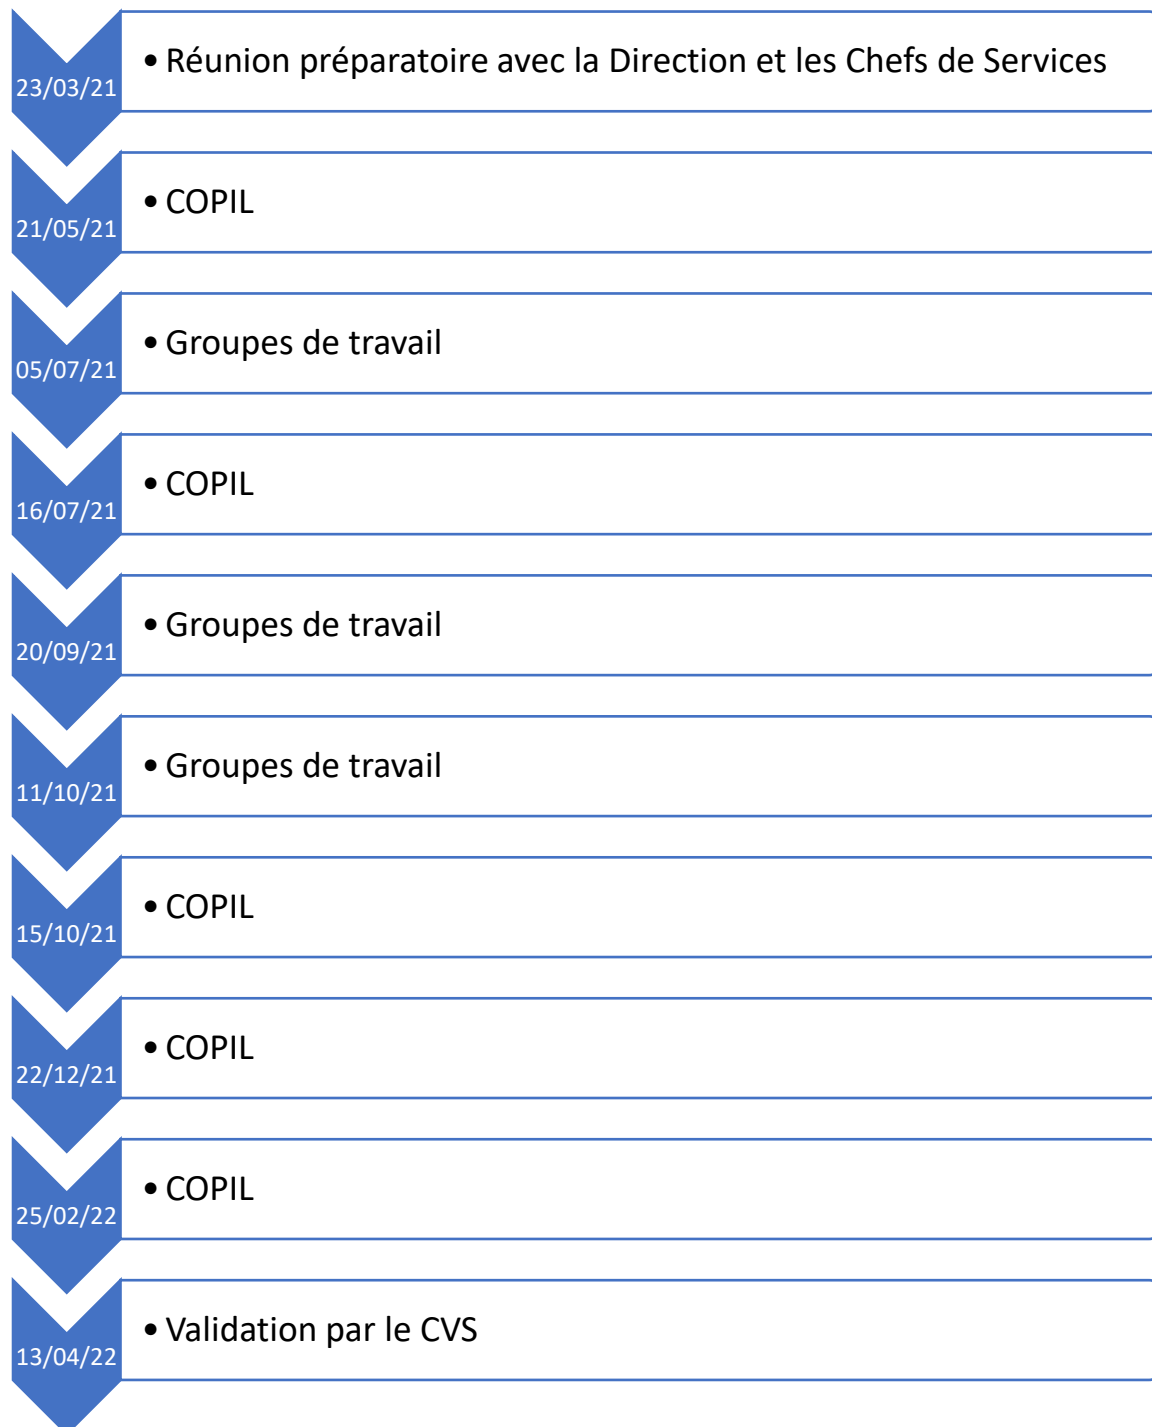 23/03/21
• Réunion préparatoire avec la Direction et les Chefs de Services
21/05/21
• COPIL
05/07/21
• Groupes de travail
16/07/21
• COPIL
20/09/21
• Groupes de travail
11/10/21
• Groupes de travail
15/10/21
• COPIL
22/12/21
• COPIL
25/02/22
• COPIL
13/04/22
• Validation par le CVS